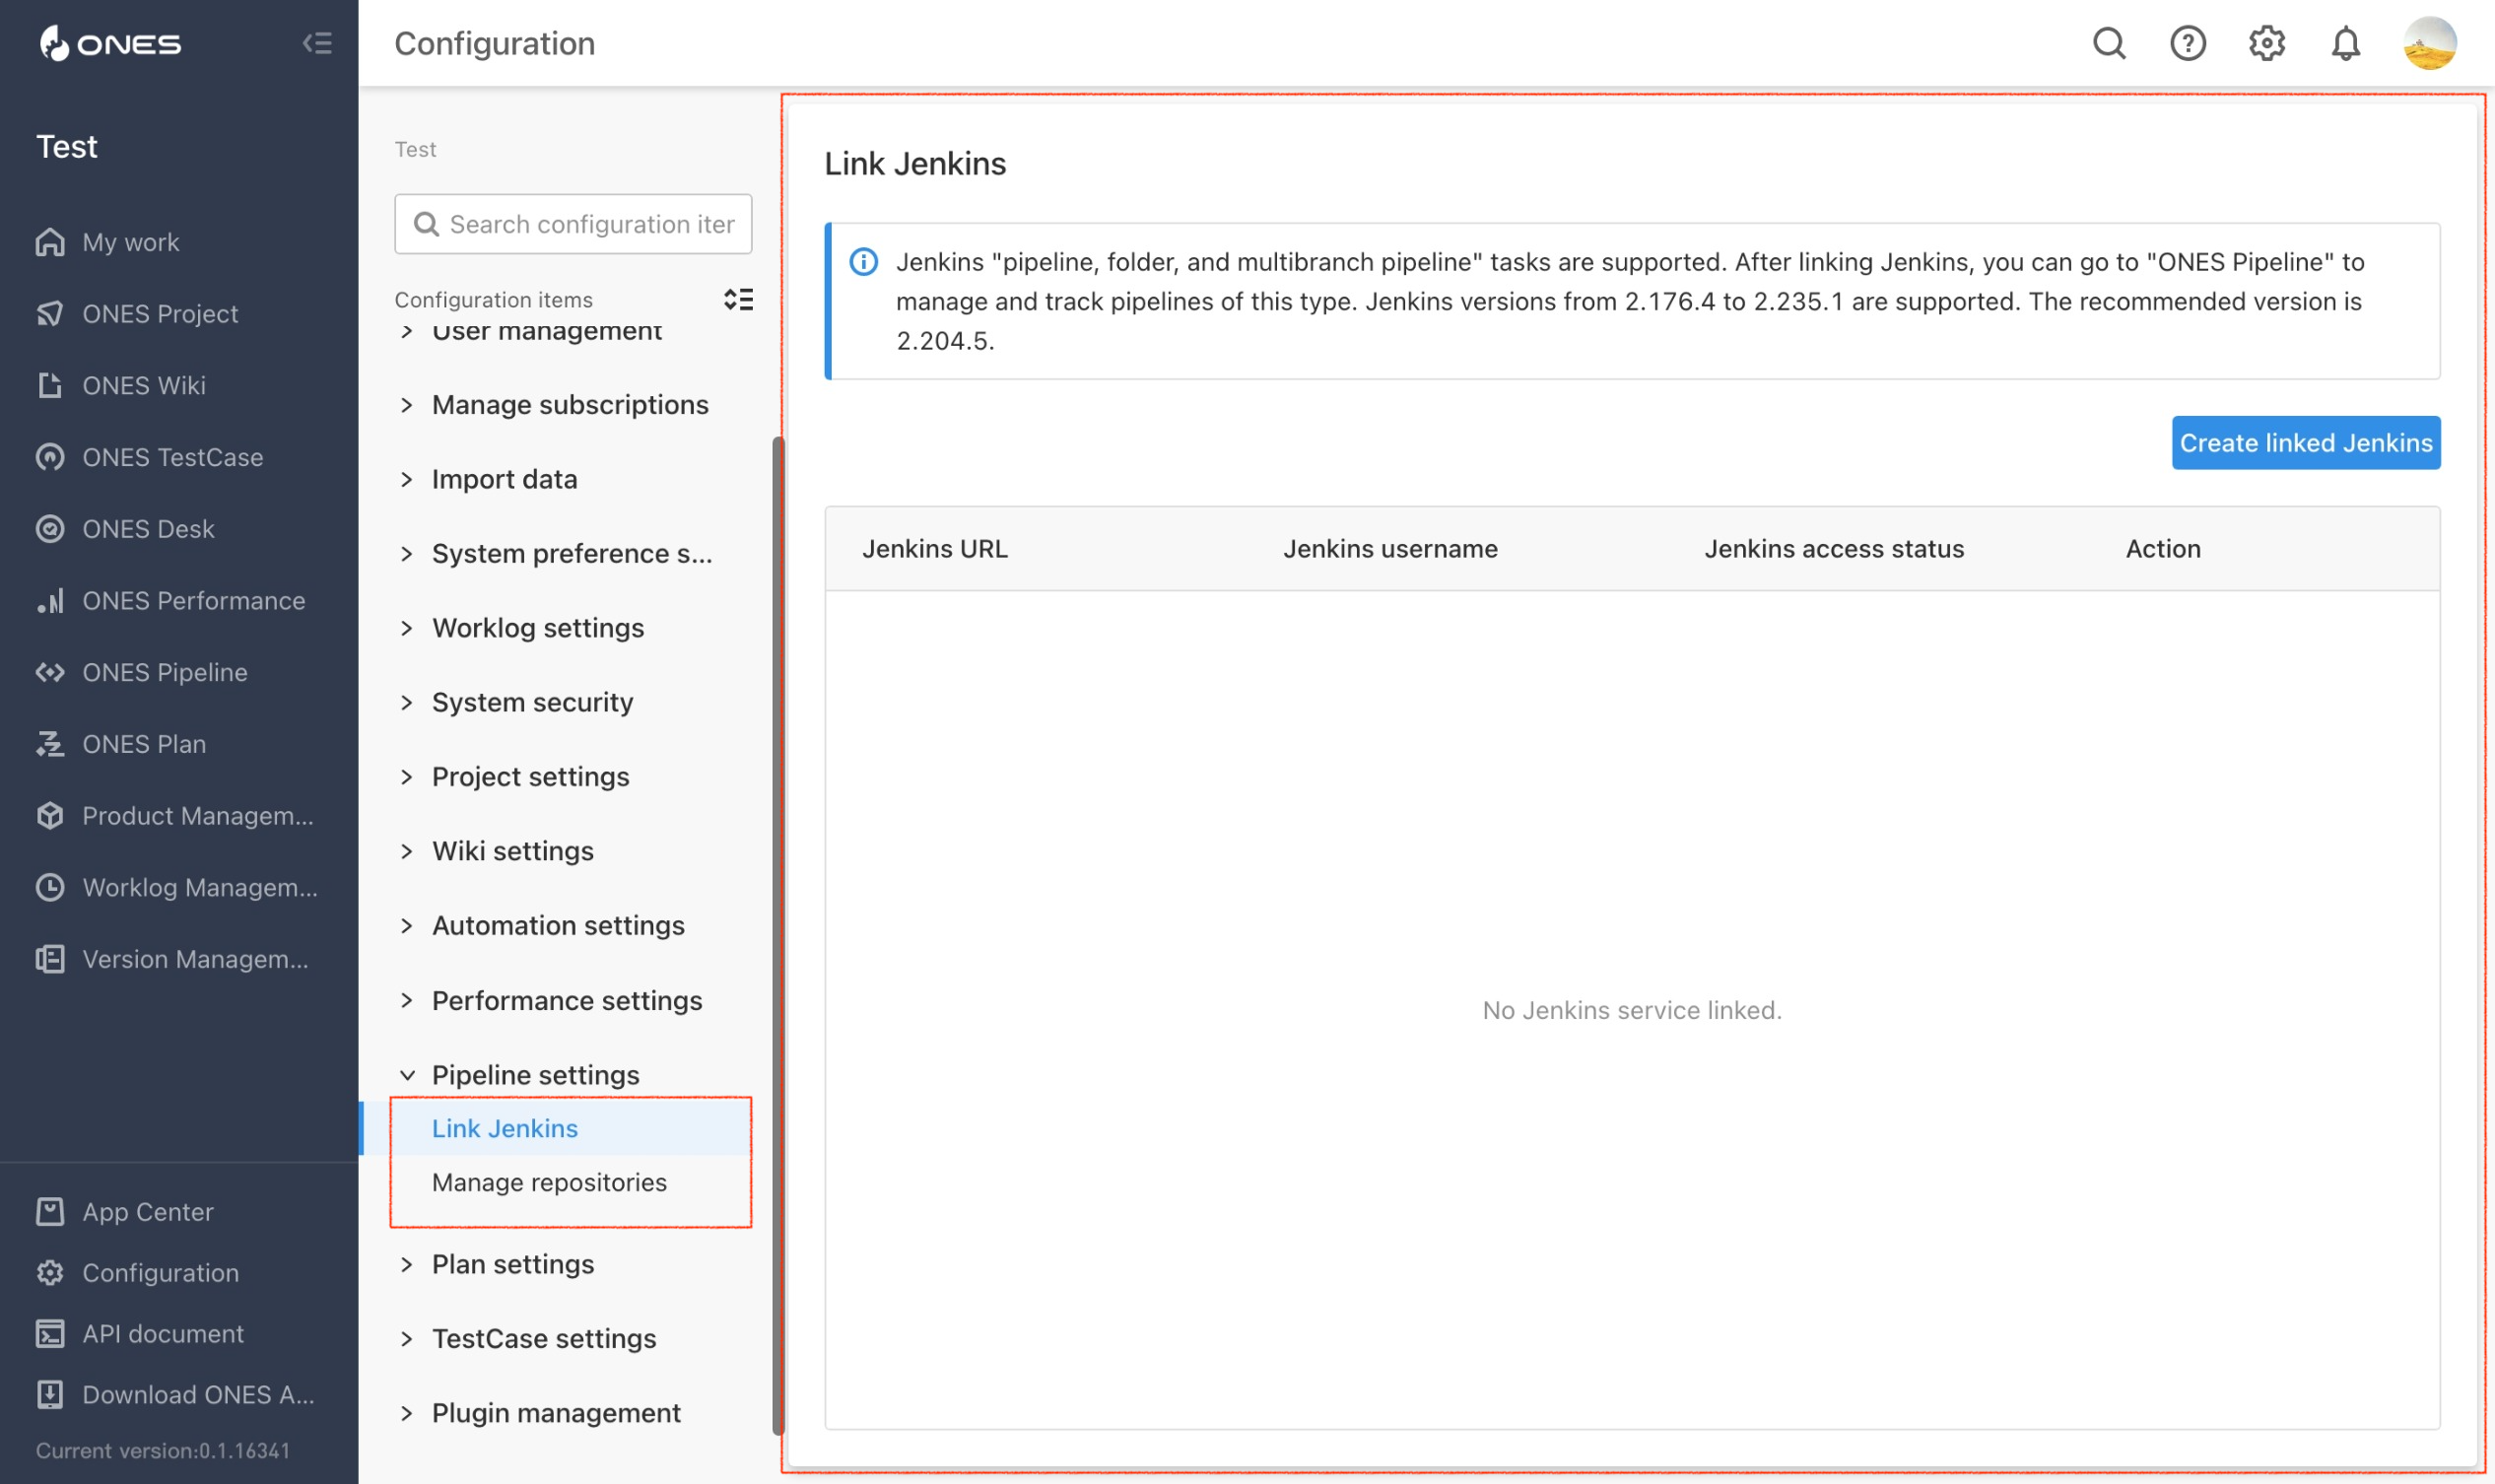 ONES
Test
My work
ONES Project
ONES Wiki
ONES TestCase
ONES Desk
ONES Performance
ONES Pipeline
ONES Plan
Product Managem...
Worklog Managem...
Version Managem...
App Center
Configuration
API document
Download ONES A...
Current version:0.1.16341
Configuration
Test
Search configuration iter
Configuration items
User management
Manage subscriptions
Import data
System preference s...
Worklog settings
System security
Project settings
Wiki settings
Automation settings
Performance settings
Pipeline settings
Link Jenkins
Manage repositories
Plan settings
TestCase settings
Plugin management
Link Jenkins
Jenkins "pipeline, folder, and multibranch pipeline" tasks are supported. After linking Jenkins, you can go to "ONES Pipeline" to
manage and track pipelines of this type. Jenkins versions from 2.176.4 to 2.235.1 are supported. The recommended version is
2.204.5.
Create linked Jenkins
Jenkins URL
Jenkins username
Jenkins access status
Action
No Jenkins service linked.